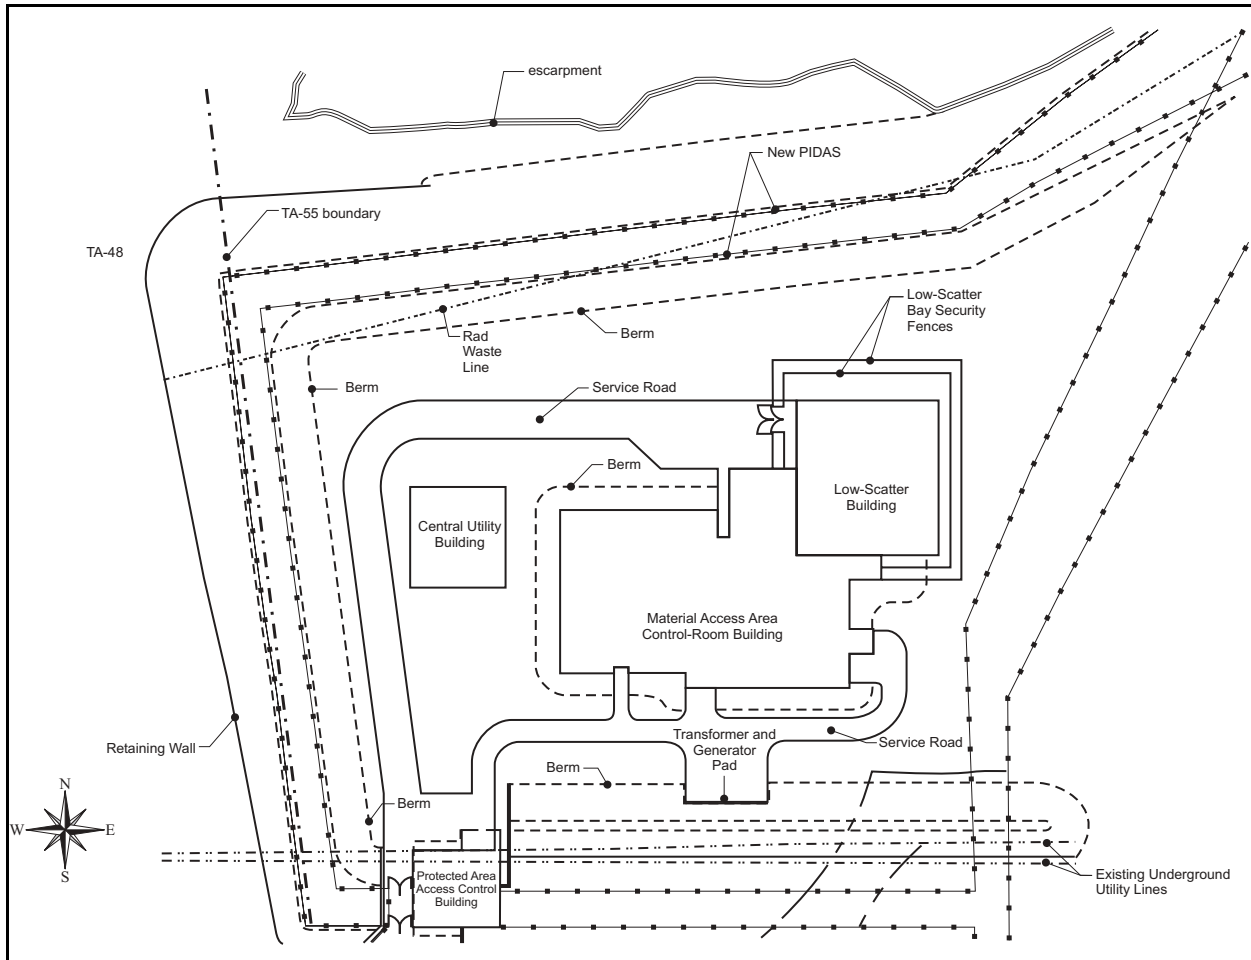 escarpment
New PIDAS
TA-55 boundary
TA-48
Low-Scatter
Bay Security
Fences
Rad
Waste
Line
Berm
Berm
Service Road
Berm
Low-Scatter
Building
Central Utility
Building
Material Access Area
Control-Room Building
Retaining Wall
Transformer and
Generator
Pad
Service Road
Berm
Berm
N
W
E
S
Protected Area
Access Control
Building
Existing Underground
Utility Lines